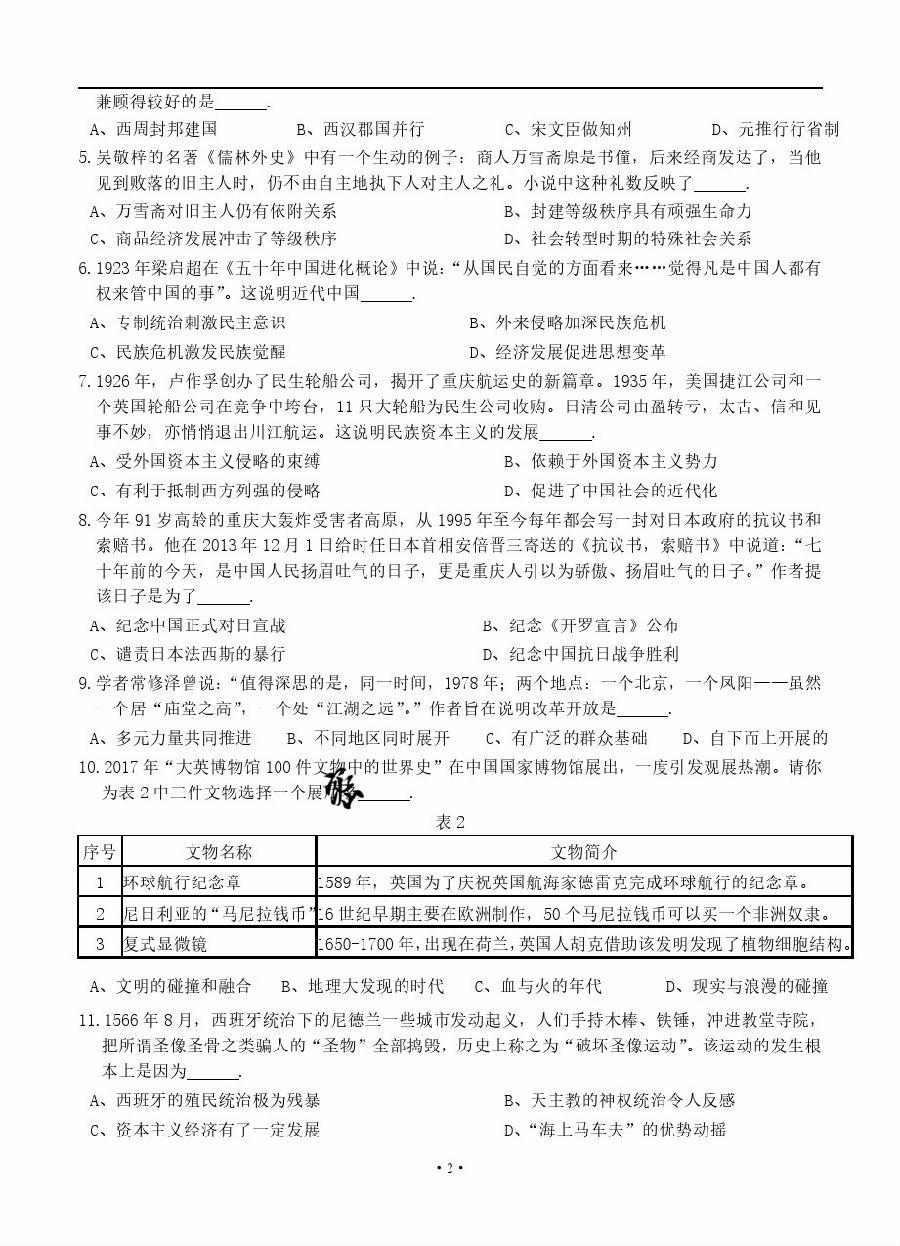 兼顾得较好的是______.
A、西周封邦建国 B、西汉郡国并行 C、宋文臣做知州 D、元推行行省制
5.吴敬梓的名著《儒林外史》中有一个生动的例子：商人万雪斋原是书僮，后来经商发达了，当他
见到败落的旧主人时，仍不由自主地执下人对主人之礼。小说中这种礼数反映了______.
A、万雪斋对旧主人仍有依附关系 B、封建等级秩序具有顽强生命力
C、商品经济发展冲击了等级秩序 D、社会转型时期的特殊社会关系
6.1923年梁启超在《五十年中国进化概论》中说：“从国民自觉的方面看来……觉得凡是中国人都有
权来管中国的事”。这说明近代中国______.
A、专制统治刺激民主意识 B、外来侵略加深民族危机
C、民族危机激发民族觉醒 D、经济发展促进思想变革
7.1926年，卢作孚创办了民生轮船公司，揭开了重庆航运史的新篇章。1935年，美国捷江公司和一
个英国轮船公司在竞争中垮台，11只大轮船为民生公司收购。日清公司由盈转亏，太古、信和见
事不妙，亦悄悄退出川江航运。这说明民族资本主义的发展______.
A、受外国资本主义侵略的束缚 B、依赖于外国资本主义势力
C、有利于抵制西方列强的侵略 D、促进了中国社会的近代化
8.今年91岁高龄的重庆大轰炸受害者高原，从1995年至今每年都会写一封对日本政府的抗议书和
索赔书。他在2013年12月1日给时任日本首相安倍晋三寄送的《抗议书，索赔书》中说道：“七
十年前的今天，是中国人民扬眉吐气的日子，更是重庆人引以为骄傲、扬眉吐气的日子。”作者提
该日子是为了______.
A、纪念中国正式对日宣战 B、纪念《开罗宣言》公布
C、谴责日本法西斯的暴行 D、纪念中国抗日战争胜利
9.学者常修泽曾说：“值得深思的是，同一时间，1978年；两个地点：一个北京，一个凤阳——虽然
一个居“庙堂之高”，一个处“江湖之远”。”作者旨在说明改革开放是______.
A、多元力量共同推进 B、不同地区同时展开 C、有广泛的群众基础 D、自下而上开展的
10.2017年“大英博物馆100件文物中的世界史”在中国国家博物馆展出，一度引发观展热潮。请你
为表2中三件文物选择一个展______.
表2
序号 文物名称 文物简介
1 环球航行纪念章 1589年，英国为了庆祝英国航海家德雷克完成环球航行的纪念章。
2 尼日利亚的“马尼拉钱币” 16世纪早期主要在欧洲制作，50个马尼拉钱币可以买一个非洲奴隶。
3 复式显微镜 1650-1700年,出现在荷兰,英国人胡克借助该发明发现了植物细胞结构。
A、文明的碰撞和融合 B、地理大发现的时代 C、血与火的年代 D、现实与浪漫的碰撞
11.1566年8月，西班牙统治下的尼德兰一些城市发动起义，人们手持木棒、铁锤，冲进教堂寺院，
把所谓圣像圣骨之类骗人的“圣物”全部捣毁，历史上称之为“破坏圣像运动”。该运动的发生根
本上是因为______.
A、西班牙的殖民统治极为残暴 B、天主教的神权统治令人反感
C、资本主义经济有了一定发展 D、“海上马车夫”的优势动摇
·2·